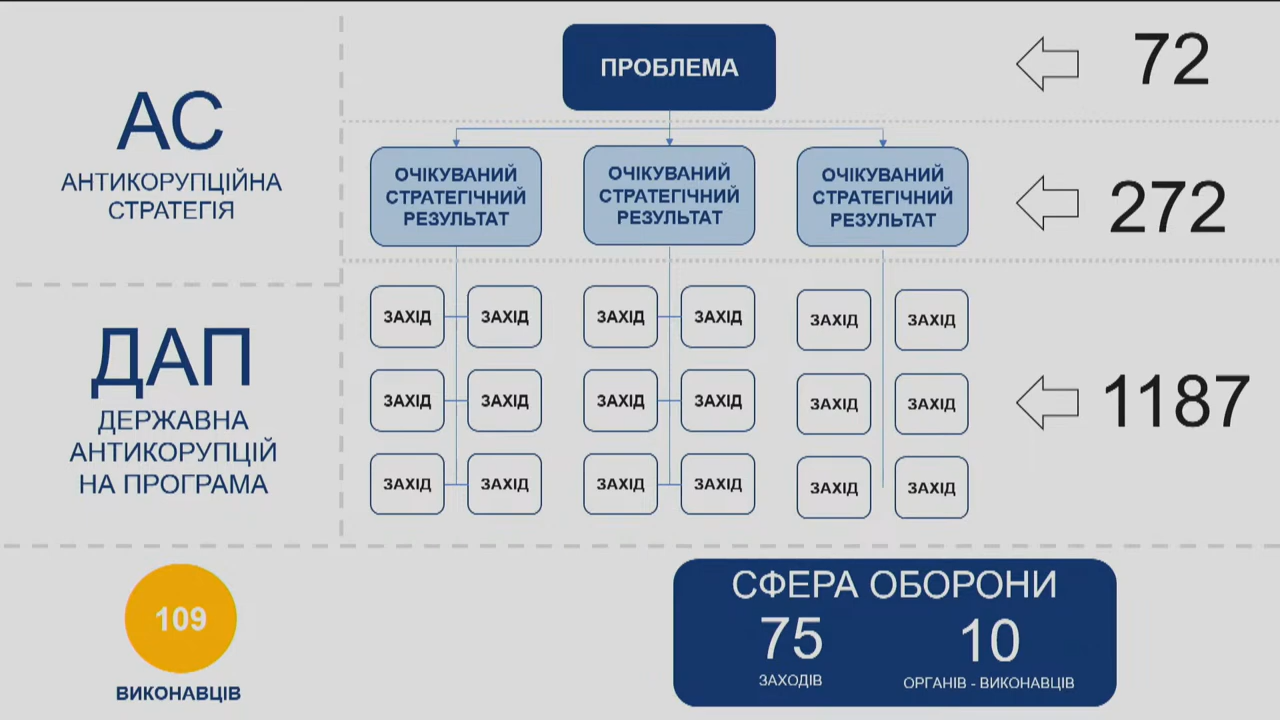 ПРОБЛЕМА
72
АС
АНТИКОРУПЦІЙНА
СТРАТЕГІЯ
ОЧІКУВАНИЙ
СТРАТЕГІЧНИЙ
РЕЗУЛЬТАТ
ОЧІКУВАНИЙ
СТРАТЕГІЧНИЙ
РЕЗУЛЬТАТ
ОЧІКУВАНИЙ
СТРАТЕГІЧНИЙ
РЕЗУЛЬТАТ
272
ДАП
ДЕРЖАВНА
АНТИКОРУПЦІЙ
НА ПРОГРАМА
ЗАХІД ЗАХІД ЗАХІД ЗАХІД ЗАХІД ЗАХІД
ЗАХІД ЗАХІД ЗАХІД ЗАХІД ЗАХІД ЗАХІД
ЗАХІД ЗАХІД ЗАХІД ЗАХІД ЗАХІД ЗАХІД
1187
109
ВИКОНАВЦІВ
СФЕРА ОБОРОНИ
75 10
ЗАХОДІВ ОРГАНІВ - ВИКОНАВЦІВ